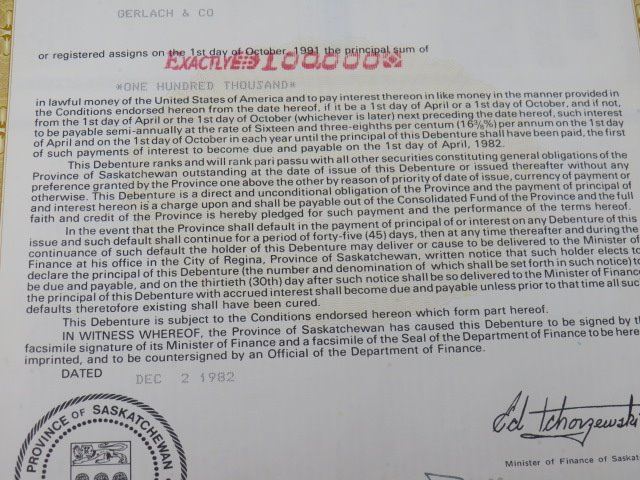 GERLACH & CO
or registered assigns on the 1st day of October, 1991 the principal sum of
EXACTLY $100,000
*ONE HUNDRED THOUSAND*
in lawful money of the United States of America and to pay interest thereon in like money in the manner provided in
the Conditions endorsed hereon from the date hereof, if it be a 1st day of April or a 1st day of October, and if not,
from the 1st day of April or the 1st day of October (whichever is later) next preceding the date hereof, such interest
to be payable semi-annually at the rate of Sixteen and three-eighths per centum (16⅜%) per annum on the 1st day
of April and on the 1st day of October in each year until the principal of this Debenture shall have been paid, the first
of such payments of interest to become due and payable on the 1st day of April, 1982.
This Debenture ranks and will rank pari passu with all other securities constituting general obligations of the
Province of Saskatchewan outstanding at the date of issue of this Debenture or issued thereafter without any
preference granted by the Province one above the other by reason of priority of date of issue, currency of payment or
otherwise. This Debenture is a direct and unconditional obligation of the Province and the payment of principal of
and interest hereon is a charge upon and shall be payable out of the Consolidated Fund of the Province and the full
faith and credit of the Province is hereby pledged for such payment and the performance of the terms hereof.
In the event that the Province shall default in the payment of principal of or interest on any Debenture of this
issue and such default shall continue for a period of forty-five (45) days, then at any time thereafter and during the
continuance of such default the holder of this Debenture may deliver or cause to be delivered to the Minister of
Finance at his office in the City of Regina, Province of Saskatchewan, written notice that such holder elects to
declare the principal of this Debenture (the number and denomination of which shall be set forth in such notice) to
be due and payable, and on the thirtieth (30th) day after such notice shall be so delivered to the Minister of Finance
the principal of this Debenture with accrued interest shall become due and payable unless prior to that time all such
defaults theretofore existing shall have been cured.
This Debenture is subject to the Conditions endorsed hereon which form part hereof.
IN WITNESS WHEREOF, the Province of Saskatchewan has caused this Debenture to be signed by the
facsimile signature of its Minister of Finance and a facsimile of the Seal of the Department of Finance to be here
imprinted, and to be countersigned by an Official of the Department of Finance.
DATED DEC 2 1982
PROVINCE OF SASKATCHEWAN
Ed Tchorzewski
Minister of Finance of Saskat